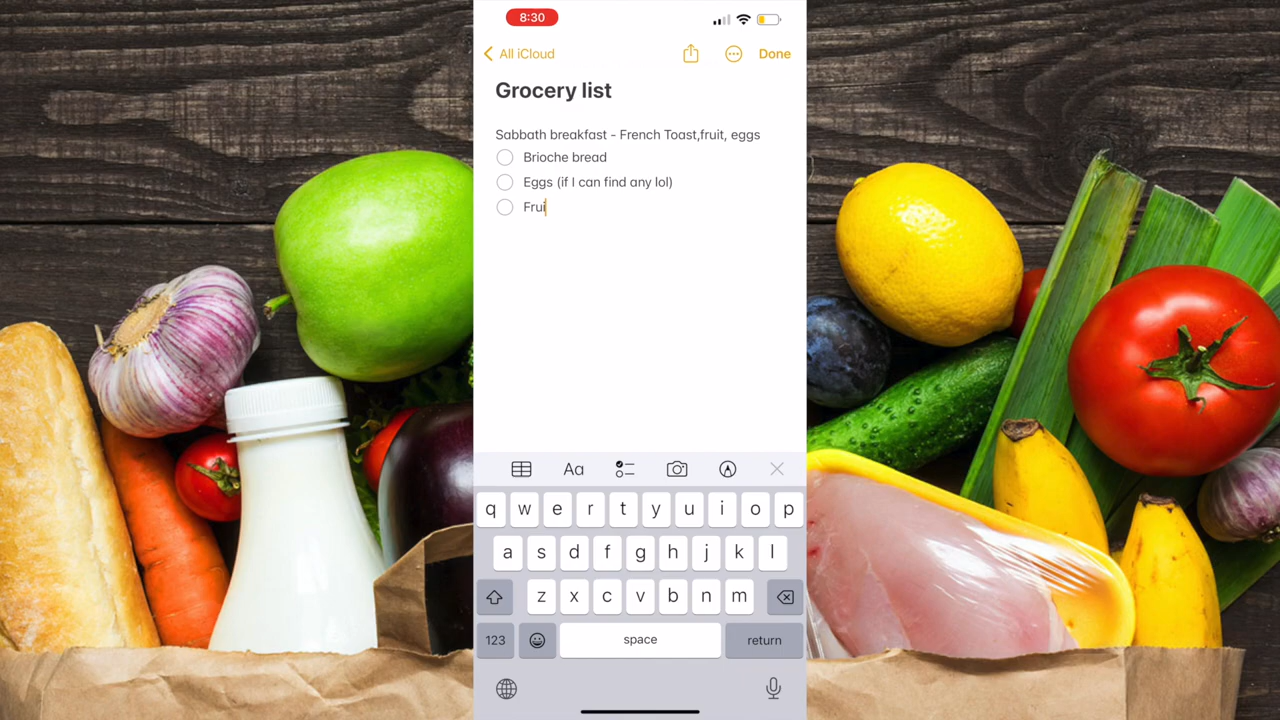 8:30
All iCloud
Done
Grocery list
Sabbath breakfast - French Toast,fruit, eggs
Brioche bread
Eggs (if I can find any lol)
Frui
Aa
q w e r t y u i o p
a s d f g h j k l
z x c v b n m
123 space return